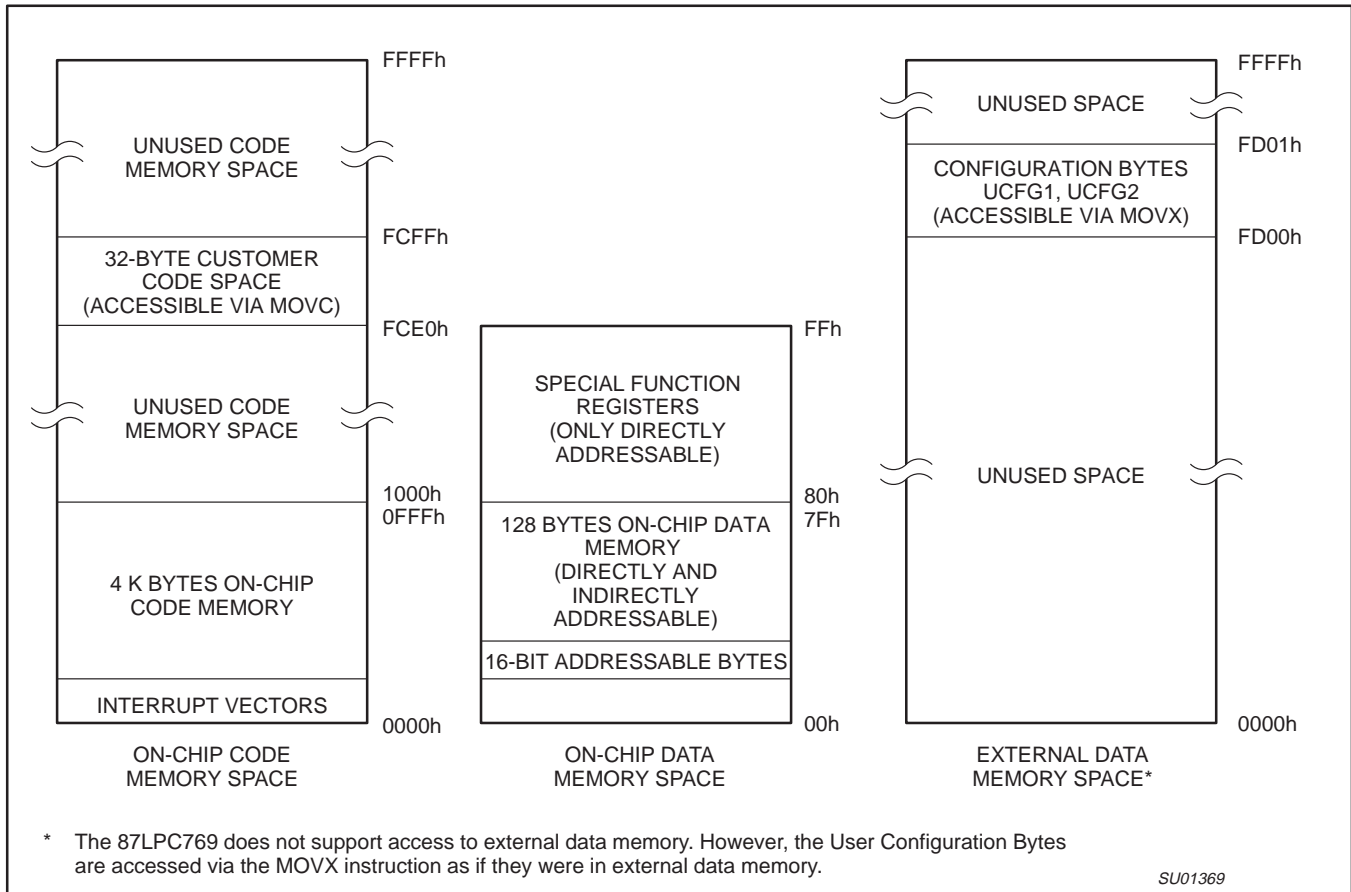 FFFFh
UNUSED CODE
MEMORY SPACE
FCFFh
32-BYTE CUSTOMER
CODE SPACE
(ACCESSIBLE VIA MOVC)
FCE0h
UNUSED CODE
MEMORY SPACE
1000h
0FFFh
4 K BYTES ON-CHIP
CODE MEMORY
INTERRUPT VECTORS
0000h
ON-CHIP CODE
MEMORY SPACE
FFh
SPECIAL FUNCTION
REGISTERS
(ONLY DIRECTLY
ADDRESSABLE)
80h
7Fh
128 BYTES ON-CHIP DATA
MEMORY
(DIRECTLY AND
INDIRECTLY
ADDRESSABLE)
16-BIT ADDRESSABLE BYTES
00h
ON-CHIP DATA
MEMORY SPACE
FFFFh
UNUSED SPACE
FD01h
CONFIGURATION BYTES
UCFG1, UCFG2
(ACCESSIBLE VIA MOVX)
FD00h
UNUSED SPACE
0000h
EXTERNAL DATA
MEMORY SPACE*
* The 87LPC769 does not support access to external data memory. However, the User Configuration Bytes
are accessed via the MOVX instruction as if they were in external data memory.
SU01369